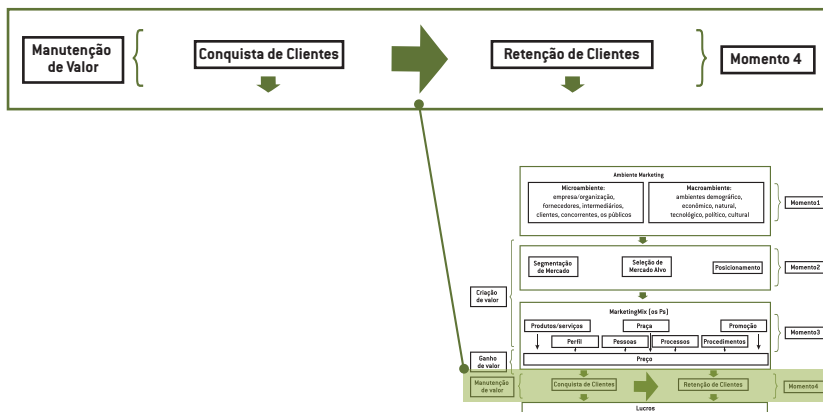 Manutenção
de Valor
Conquista de Clientes
Retenção de Clientes
Momento 4
Ambiente Marketing
Microambiente:
empresa/organização,
fornecedores, intermediários,
clientes, concorrentes, os públicos
Macroambiente:
ambientes demográfico,
econômico, natural,
tecnológico, político, cultural
Momento1
Segmentação
de Mercado
Seleção de
Mercado Alvo
Posicionamento
Momento2
Criação
de valor
MarketingMix (os Ps)
Produtos/serviços
Praça
Promoção
Perfil
Pessoas
Processos
Procedimentos
Momento3
Preço
Ganho
de valor
Manutenção
de valor
Conquista de Clientes
Retenção de Clientes
Momento4
Lucros